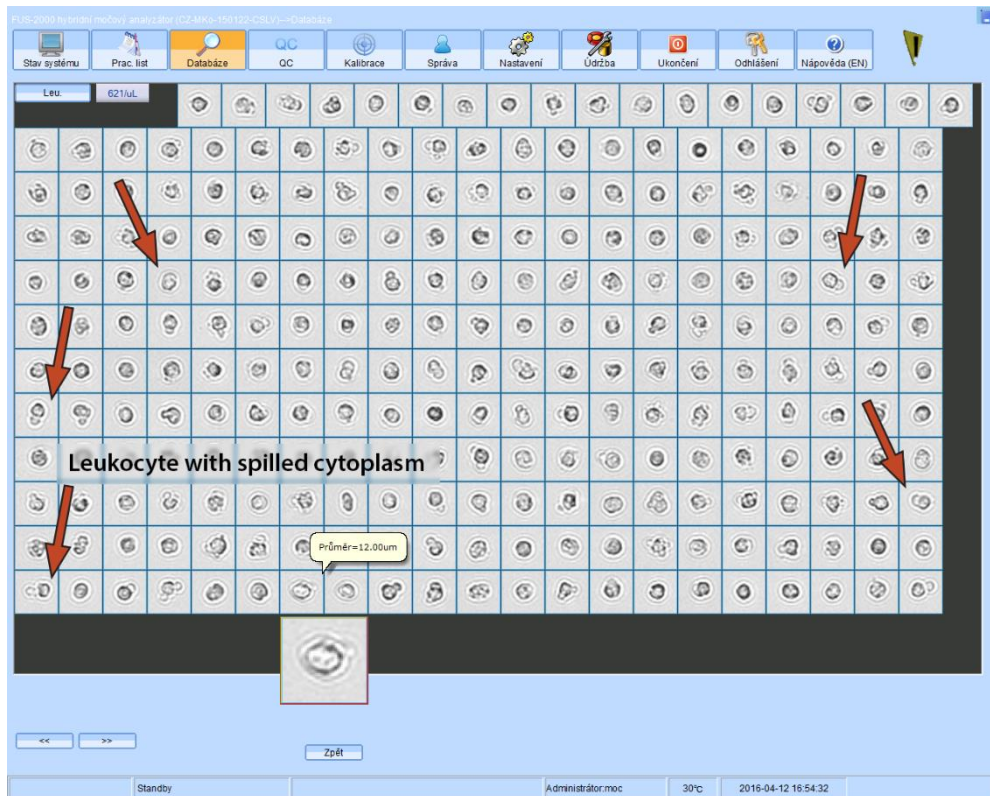 FUS-2000 hybridní močový analyzátor (CZ-MKo-150122-CSLV)-->Databáze
Stav systému Prac. list Databáze QC Kalibrace Správa Nastavení Údržba Ukončení Odhlášení Nápověda (EN)
QC
Leu. 621/uL
Leukocyte with spilled cytoplasm
Průměr=12.00um
<< >>
Zpět
Standby Administrátor:moc 30°C 2016-04-12 16:54:32